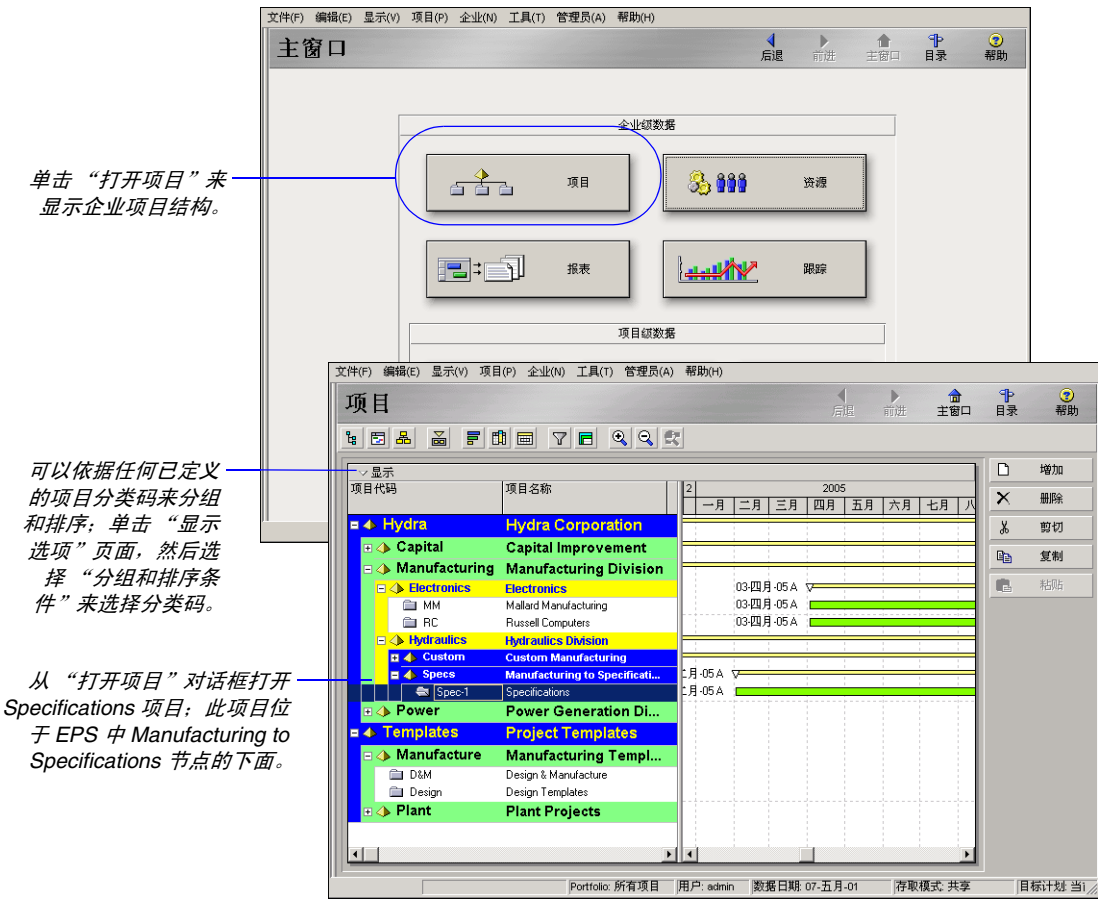 文件(F) 编辑(E) 显示(V) 项目(P) 企业(N) 工具(T) 管理员(A) 帮助(H)
主窗口
后退 前进 主窗口 目录 帮助
企业级数据
项目
资源
报表
跟踪
项目级数据
单击 “打开项目”来
显示企业项目结构。
文件(F) 编辑(E) 显示(V) 项目(P) 企业(N) 工具(T) 管理员(A) 帮助(H)
项目
后退 前进 主窗口 目录 帮助
可以依据任何已定义
的项目分类码来分组
和排序；单击 “显示
选项”页面，然后选
择 “分组和排序条
件”来选择分类码。
从 “打开项目”对话框打开
Specifications 项目；此项目位
于 EPS 中 Manufacturing to
Specifications 节点的下面。
显示
项目代码 项目名称 2 2005
一月 二月 三月 四月 五月 六月 七月 八
Hydra Hydra Corporation
Capital Capital Improvement
Manufacturing Manufacturing Division
Electronics Electronics 03-四月-05 A
MM Mallard Manufacturing 03-四月-05 A
RC Russell Computers 03-四月-05 A
Hydraulics Hydraulics Division
Custom Custom Manufacturing
Specs Manufacturing to Specificati... 月-05 A
Spec-1 Specifications 月-05 A
Power Power Generation Di...
Templates Project Templates
Manufacture Manufacturing Templ...
D&M Design & Manufacture
Design Design Templates
Plant Plant Projects
增加
删除
剪切
复制
粘贴
Portfolio: 所有项目 用户: admin 数据日期: 07-五月-01 存取模式: 共享 目标计划: 当